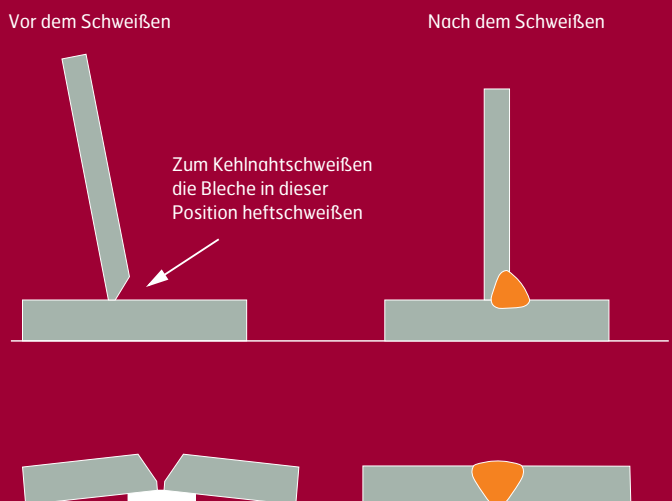 Vor dem Schweißen
Nach dem Schweißen
Zum Kehlnahtschweißen
die Bleche in dieser
Position heftschweißen